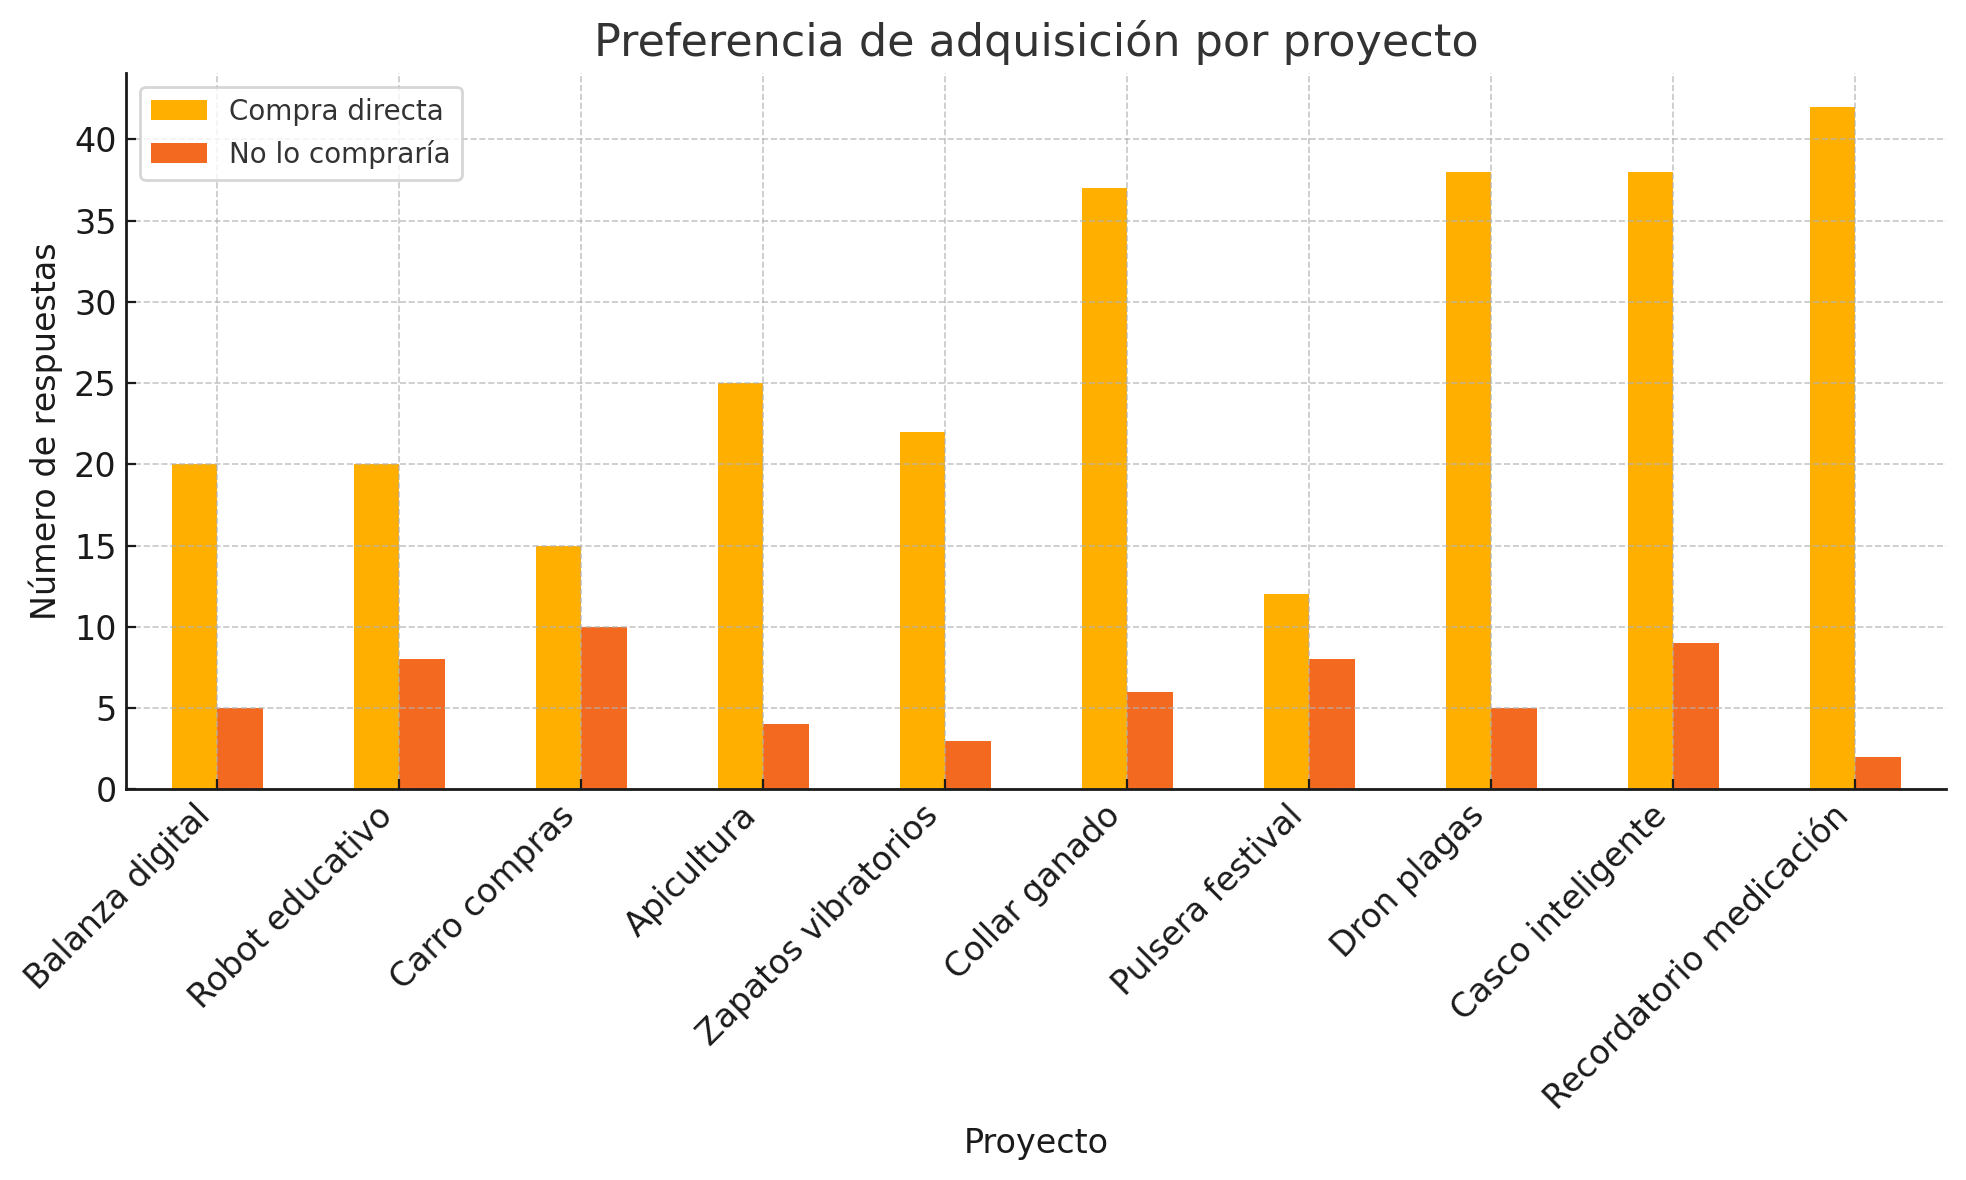 Preferencia de adquisición por proyecto
Compra directa
No lo compraría
Número de respuestas
40
35
30
25
20
15
10
5
0
Balanza digital
Robot educativo
Carro compras
Apicultura
Zapatos vibratorios
Collar ganado
Pulsera festival
Dron plagas
Casco inteligente
Recordatorio medicación
Proyecto